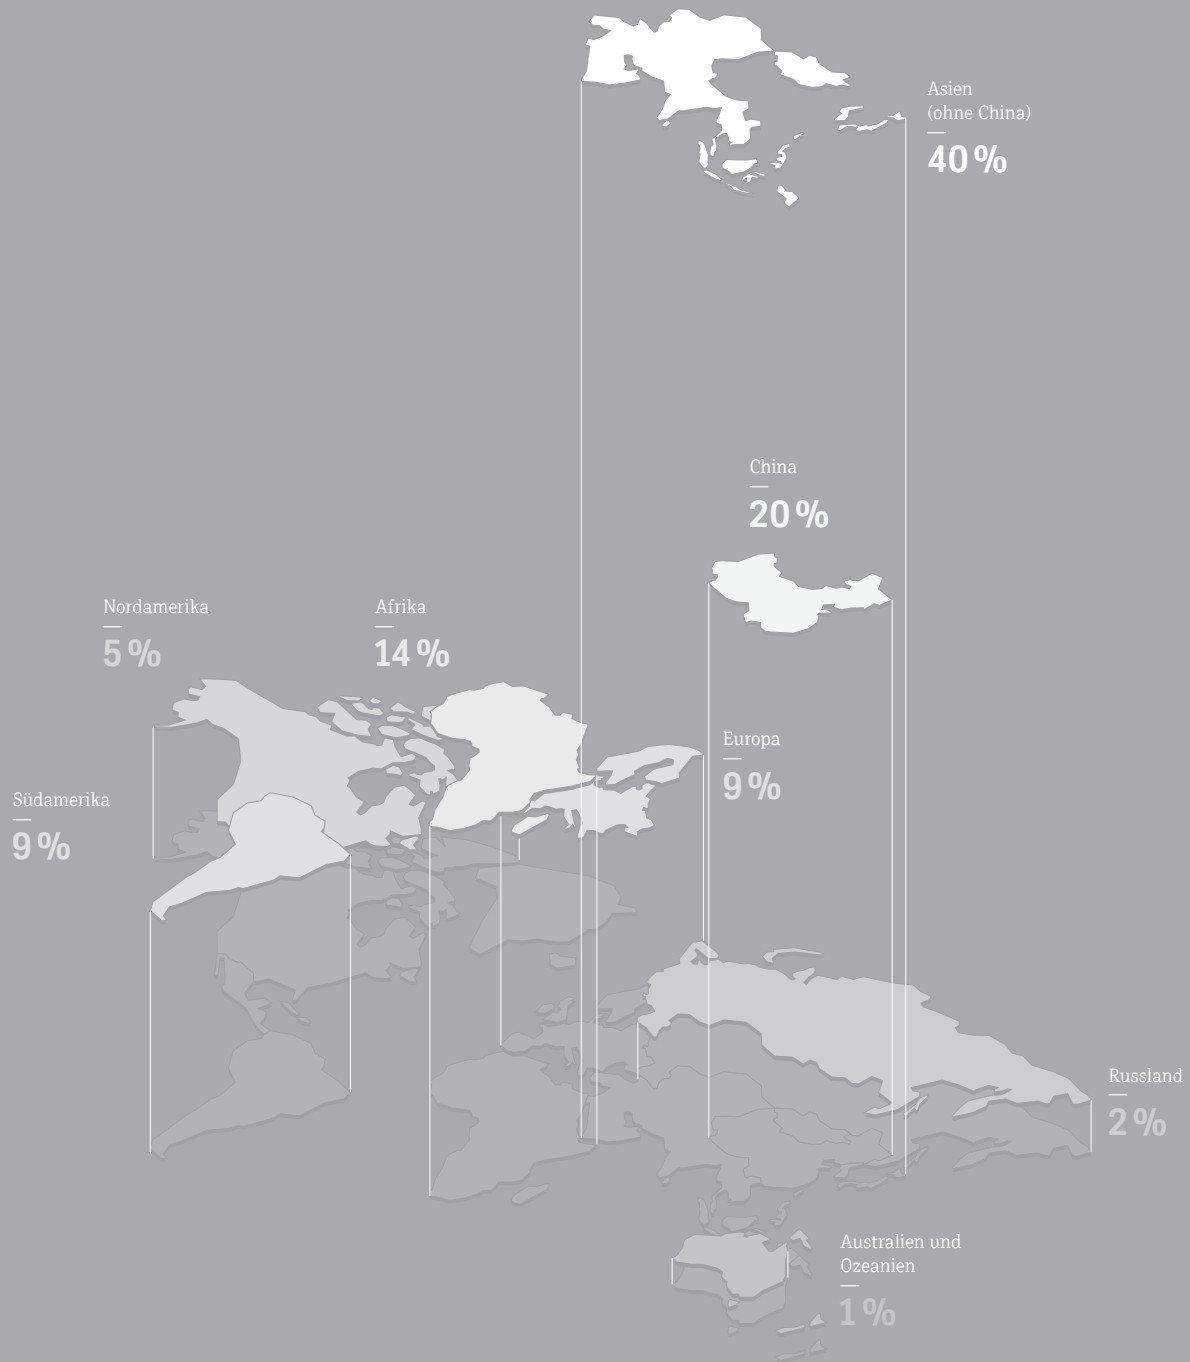 Asien
(ohne China)
40 %
China
20 %
Nordamerika
5 %
Afrika
14 %
Europa
9 %
Südamerika
9 %
Russland
2 %
Australien und
Ozeanien
1 %